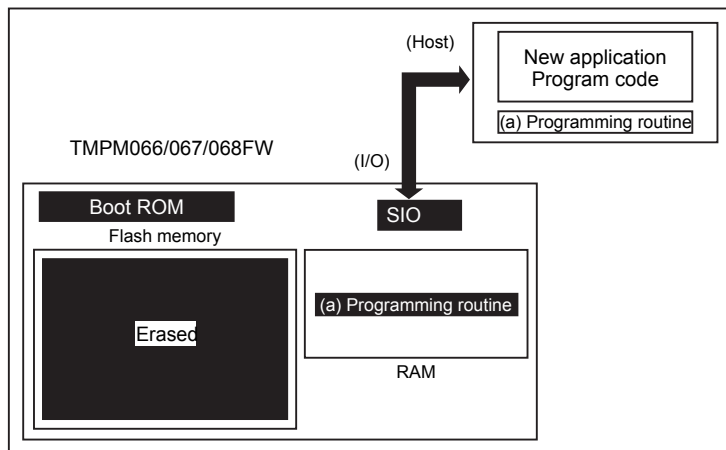 (Host)
New application
Program code
(a) Programming routine
TMPM066/067/068FW
(I/O)
Boot ROM
SIO
Flash memory
(a) Programming routine
Erased
RAM